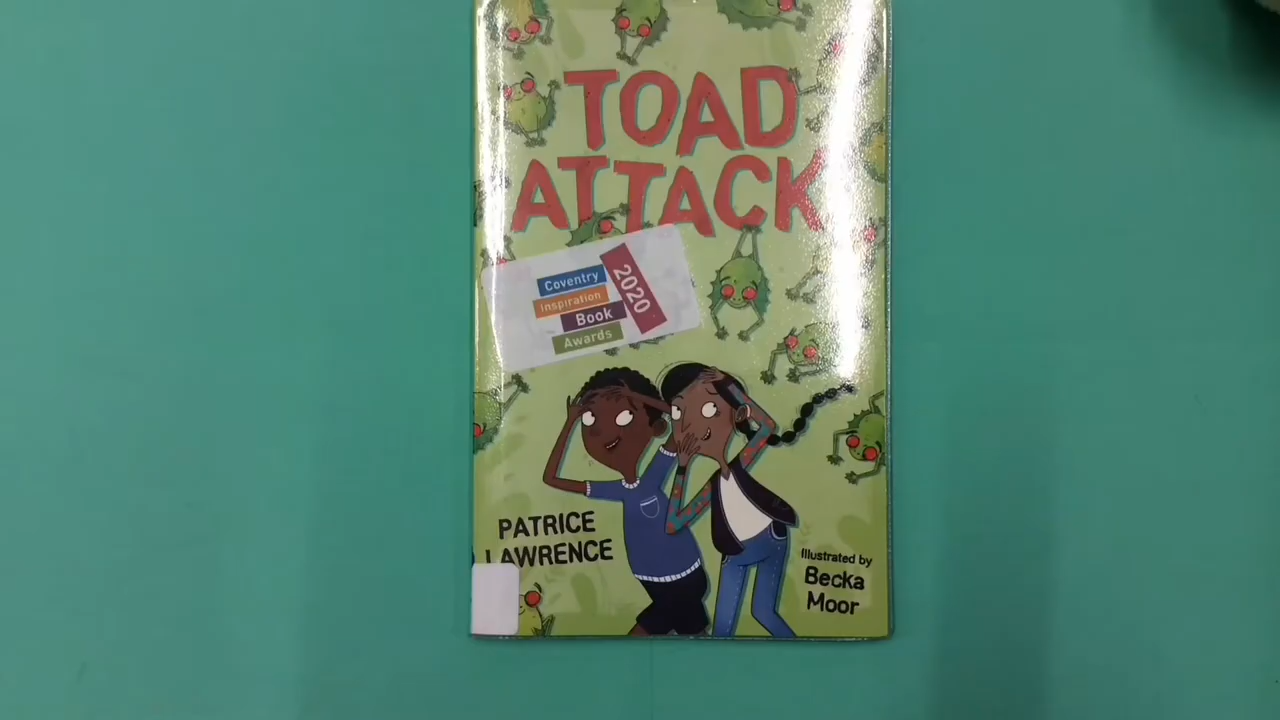 TOAD
ATTACK
Coventry
Inspiration
Book
Awards
2020
PATRICE
LAWRENCE
Illustrated by
Becka
Moor